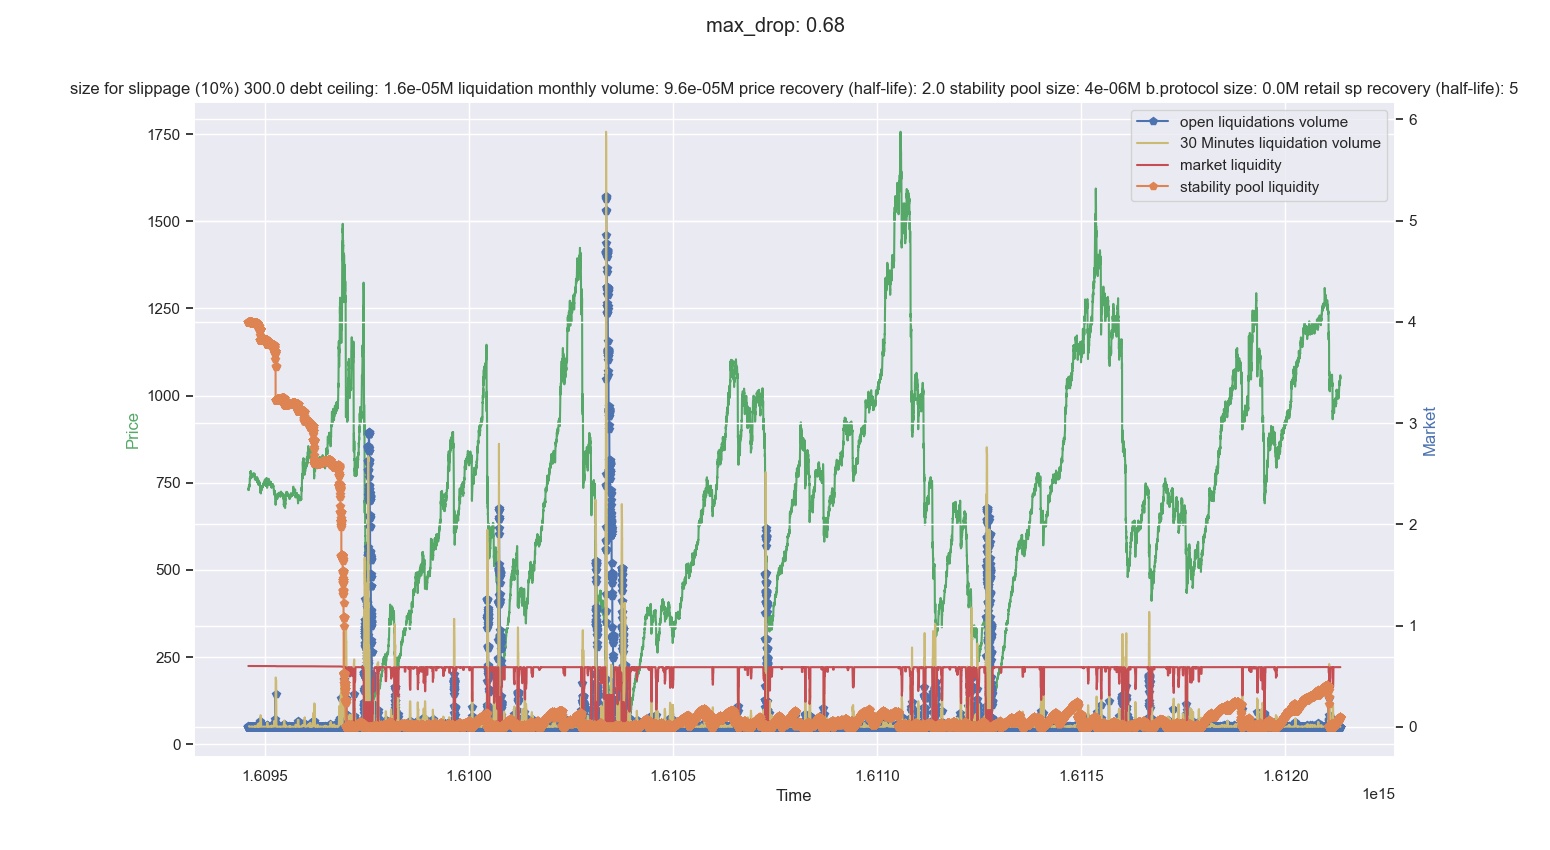 max_drop: 0.68
size for slippage (10%) 300.0 debt ceiling: 1.6e-05M liquidation monthly volume: 9.6e-05M price recovery (half-life): 2.0 stability pool size: 4e-06M b.protocol size: 0.0M retail sp recovery (half-life): 5
open liquidations volume
30 Minutes liquidation volume
market liquidity
stability pool liquidity
Price
1750
1500
1250
1000
750
500
250
0
6
5
4
3
2
1
0
Market
1.6095
1.6100
1.6105
1.6110
1.6115
1.6120
1e15
Time